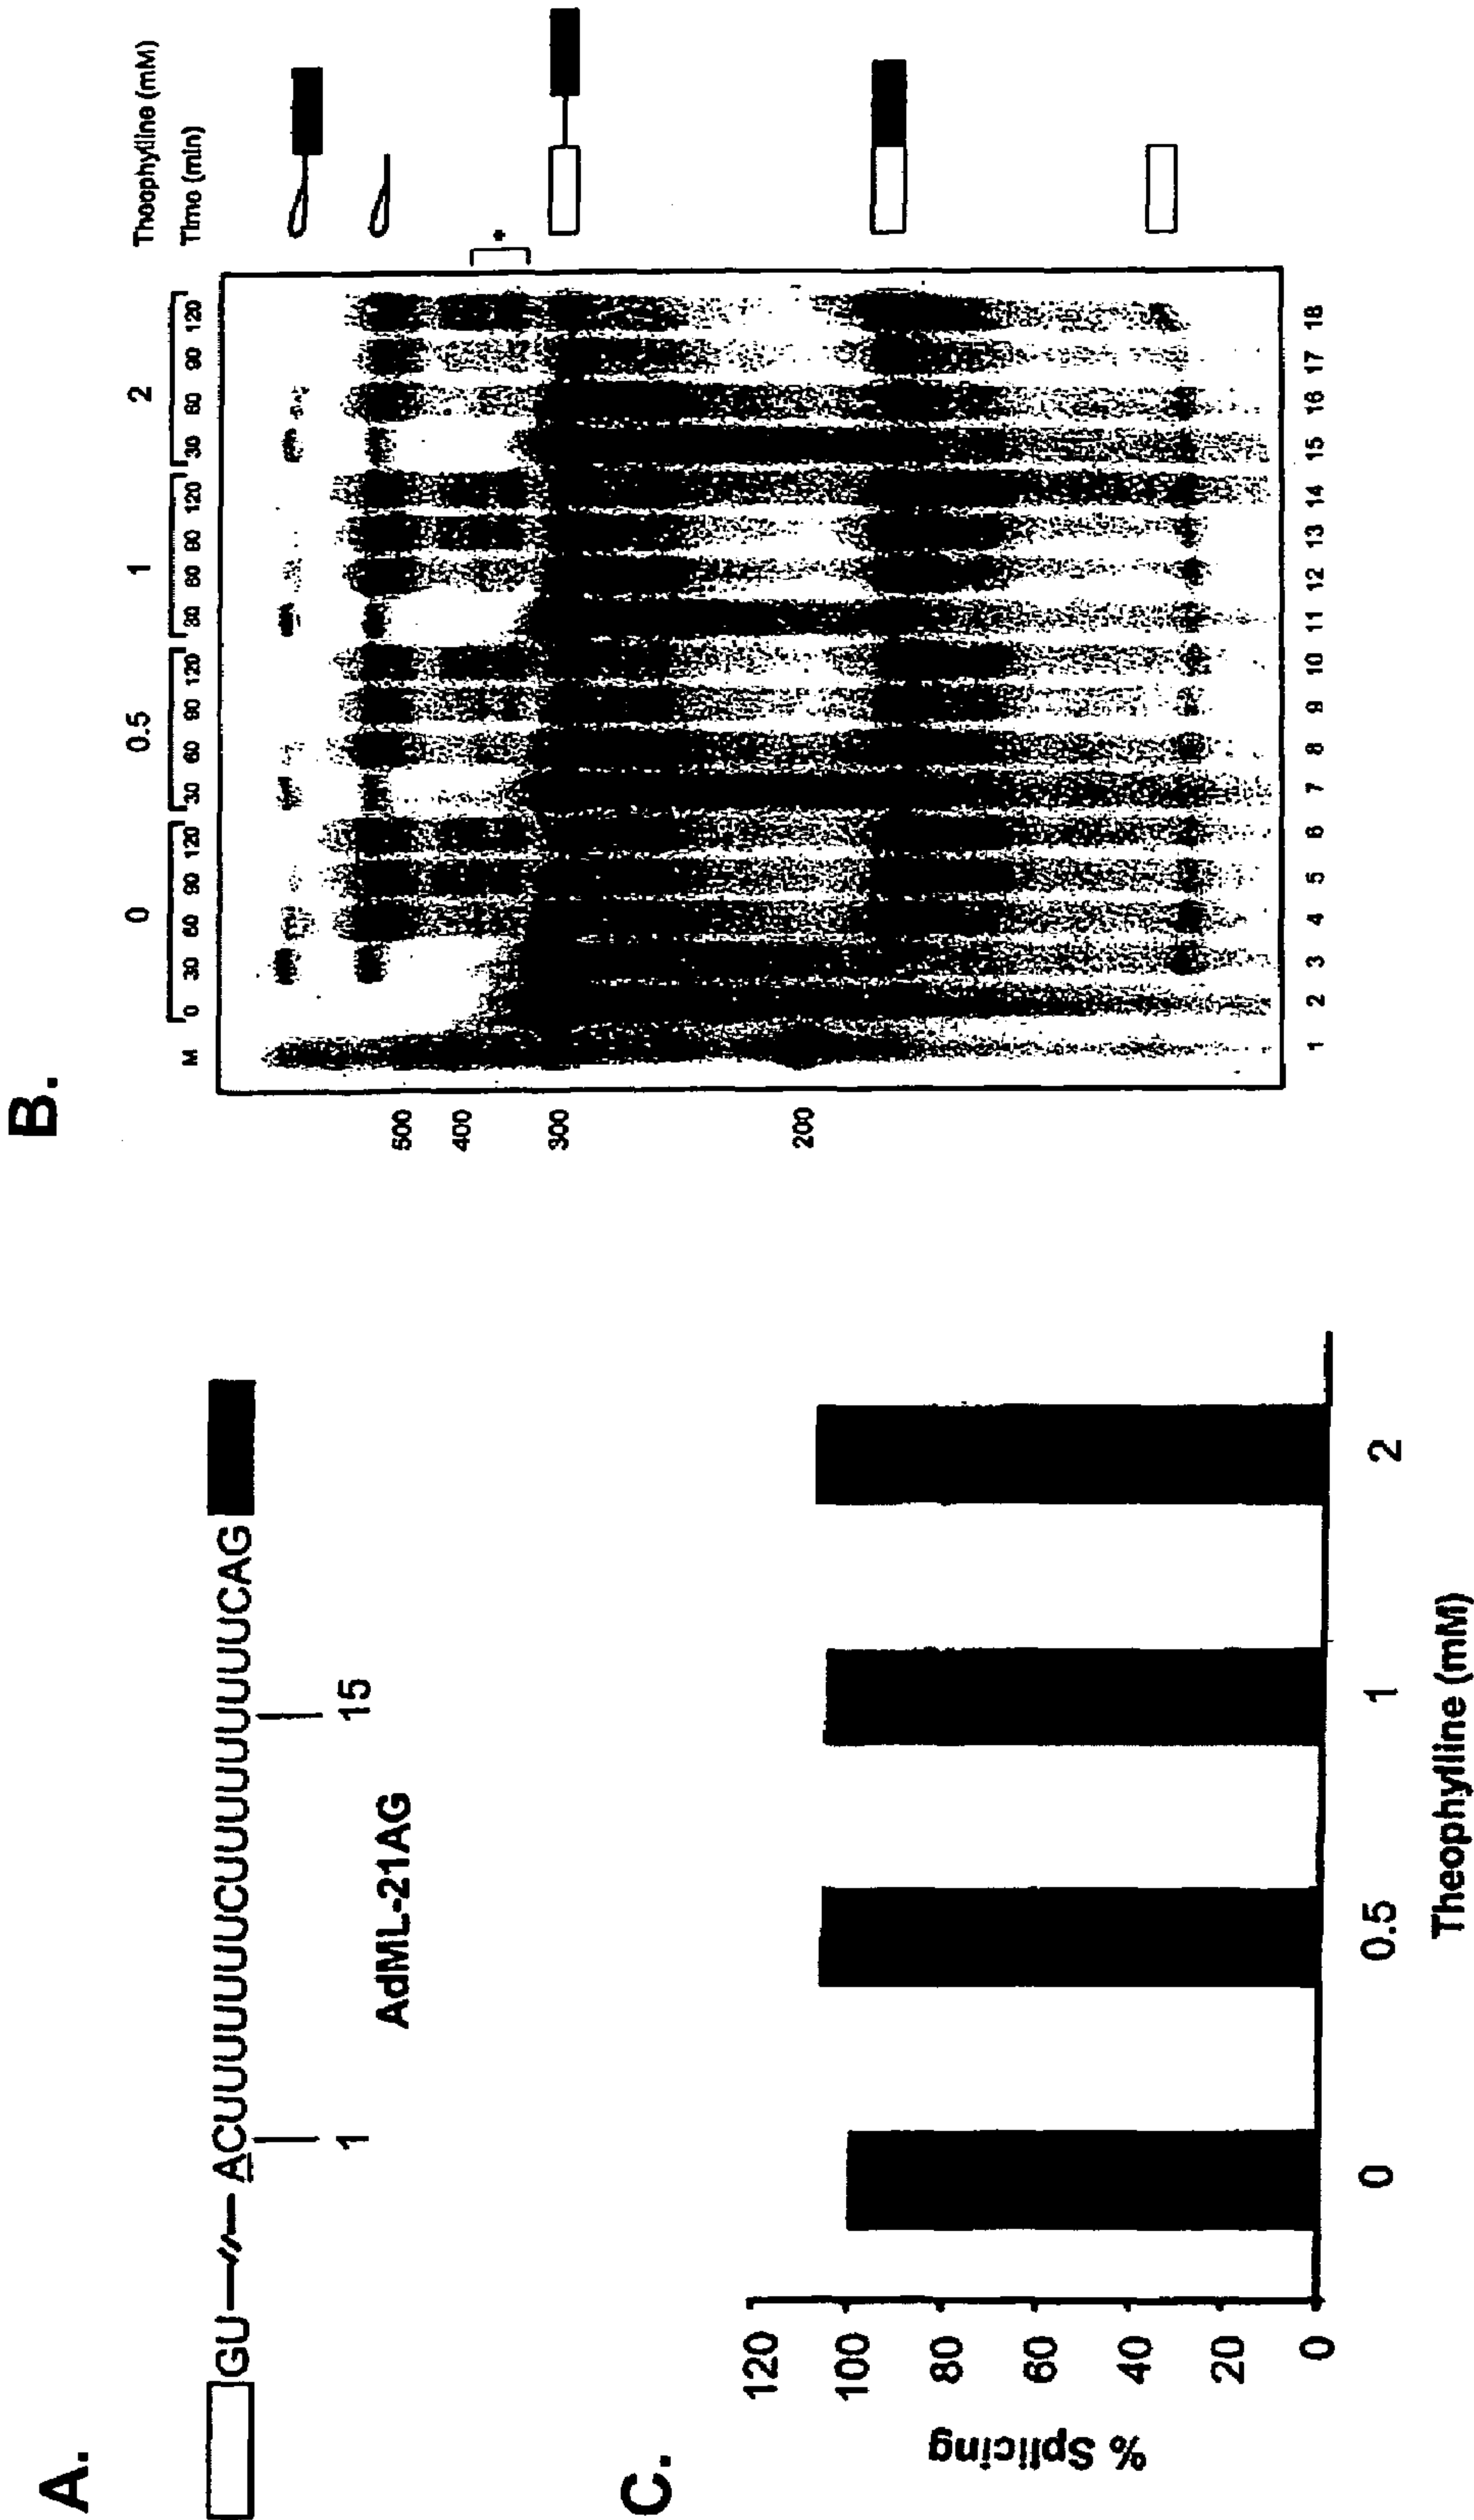 A.
GU ACUUUUUUUCUUUUUUUUUCAG
1 15
AdML-21AG
B.
0 0.5 1 2 Theophylline (mM)
M 0 30 60 90 120 30 60 90 120 30 60 90 120 30 60 90 120 Time (min)
500
400
300
200
*
1 2 3 4 5 6 7 8 9 10 11 12 13 14 15 16 17 18
C.
% Splicing
120
100
80
60
40
20
0
0 0.5 1 2
Theophylline (mM)